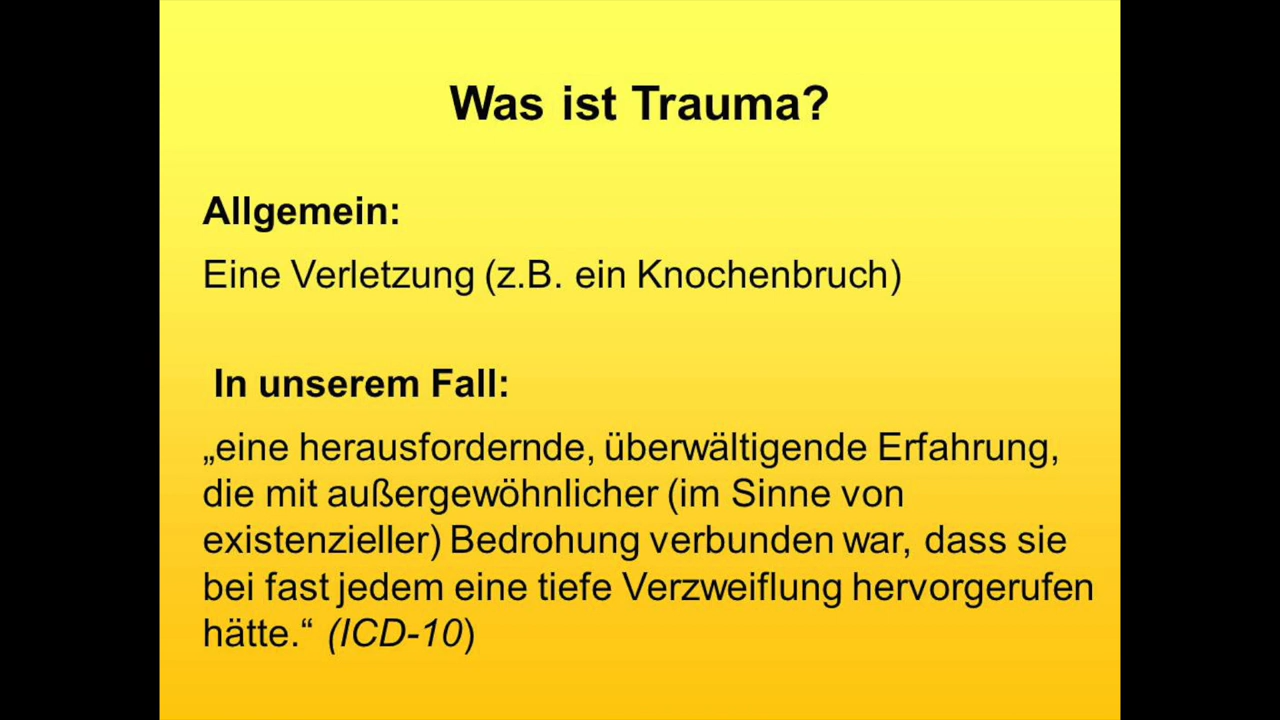 Was ist Trauma?
Allgemein:
Eine Verletzung (z.B. ein Knochenbruch)
In unserem Fall:
„eine herausfordernde, überwältigende Erfahrung,
die mit außergewöhnlicher (im Sinne von
existenzieller) Bedrohung verbunden war, dass sie
bei fast jedem eine tiefe Verzweiflung hervorgerufen
hätte.“ (ICD-10)